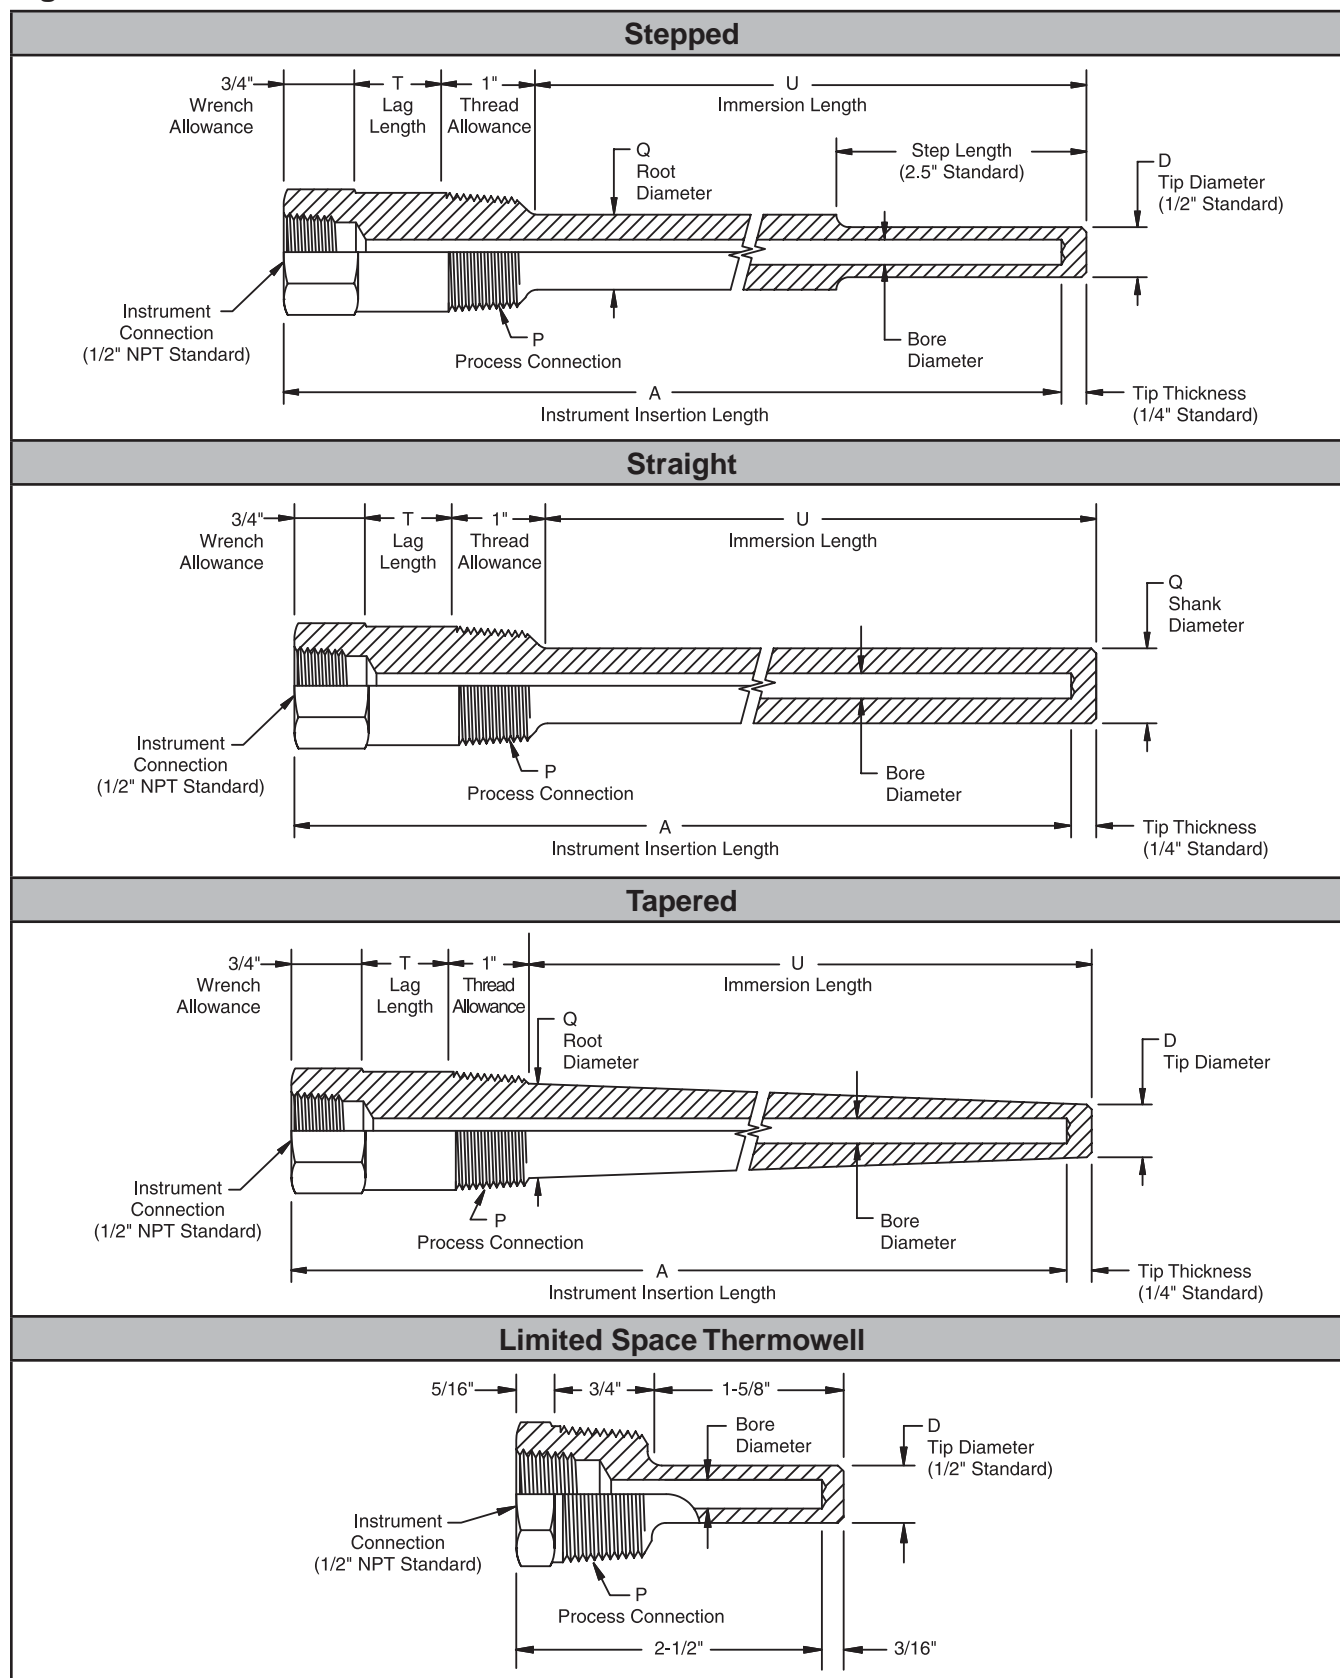 Stepped
3/4"
Wrench
Allowance
T
Lag
Length
1"
Thread
Allowance
U
Immersion Length
Q
Root
Diameter
Step Length
(2.5" Standard)
D
Tip Diameter
(1/2" Standard)
Instrument
Connection
(1/2" NPT Standard)
P
Process Connection
Bore
Diameter
A
Instrument Insertion Length
Tip Thickness
(1/4" Standard)
Straight
3/4"
Wrench
Allowance
T
Lag
Length
1"
Thread
Allowance
U
Immersion Length
Q
Shank
Diameter
Instrument
Connection
(1/2" NPT Standard)
P
Process Connection
Bore
Diameter
A
Instrument Insertion Length
Tip Thickness
(1/4" Standard)
Tapered
3/4"
Wrench
Allowance
T
Lag
Length
1"
Thread
Allowance
U
Immersion Length
Q
Root
Diameter
D
Tip Diameter
Instrument
Connection
(1/2" NPT Standard)
P
Process Connection
Bore
Diameter
A
Instrument Insertion Length
Tip Thickness
(1/4" Standard)
Limited Space Thermowell
5/16"
3/4"
1-5/8"
Bore
Diameter
D
Tip Diameter
(1/2" Standard)
Instrument
Connection
(1/2" NPT Standard)
P
Process Connection
2-1/2"
3/16"